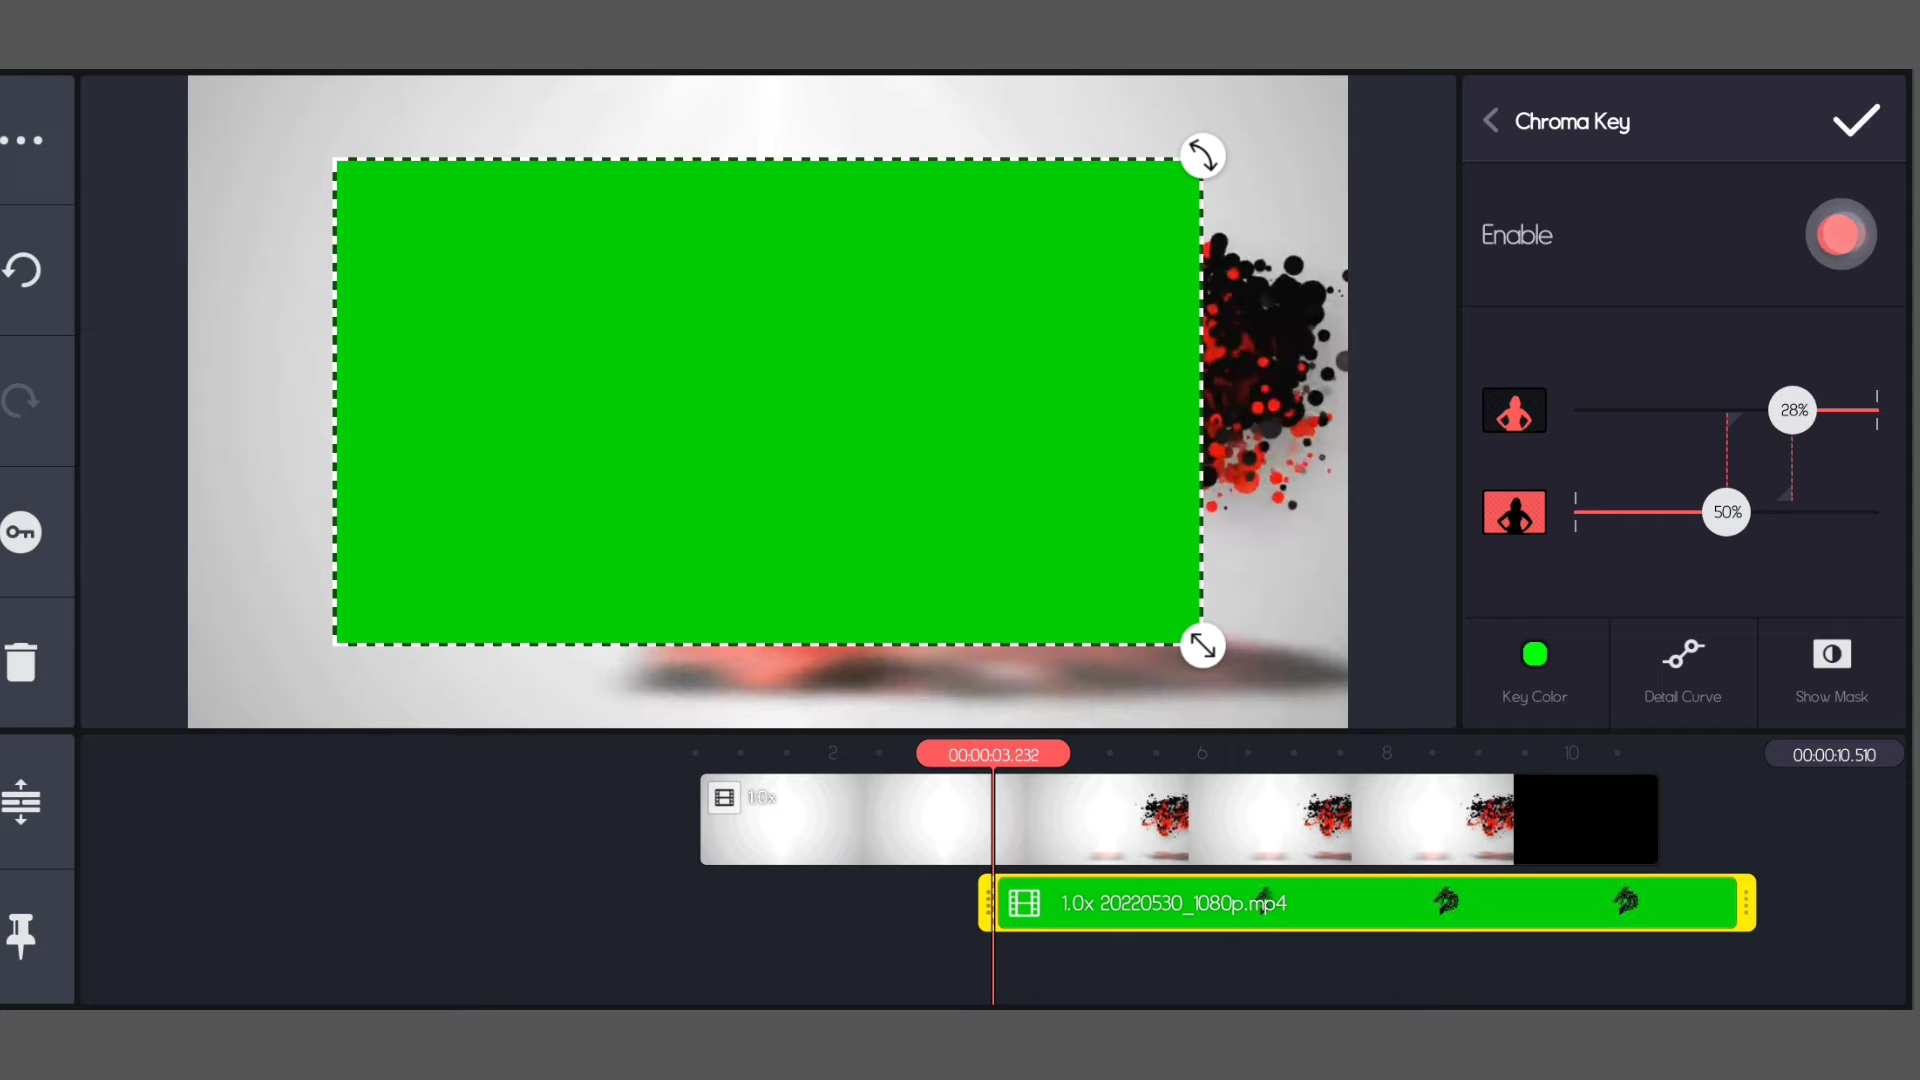 Chroma Key
Enable
28%
50%
Key Color
Detail Curve
Show Mask
2
00:00:03.232
6
8
10
00:00:10.510
1.0x
1.0x 20220530_1080p.mp4